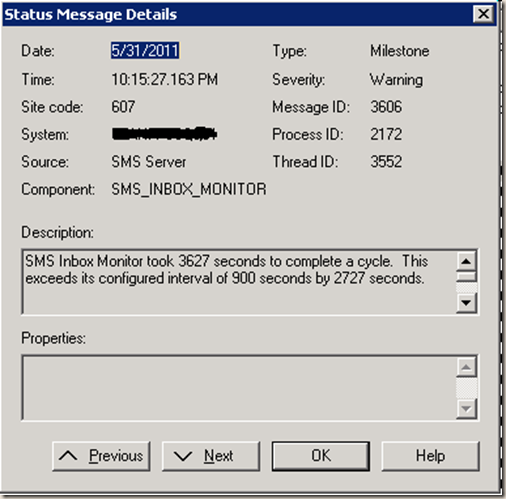 Status Message Details
Date: 5/31/2011 Type: Milestone
Time: 10:15:27.163 PM Severity: Warning
Site code: 607 Message ID: 3606
System: Process ID: 2172
Source: SMS Server Thread ID: 3552
Component: SMS_INBOX_MONITOR
Description:
SMS Inbox Monitor took 3627 seconds to complete a cycle. This
exceeds its configured interval of 900 seconds by 2727 seconds.
Properties:
Previous Next OK Help